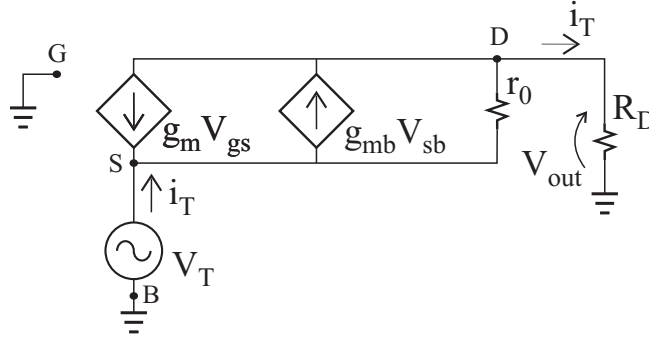 i_T
G
D
r_0
g_m V_gs
g_mb V_sb
R_D
V_out
S
i_T
V_T
B